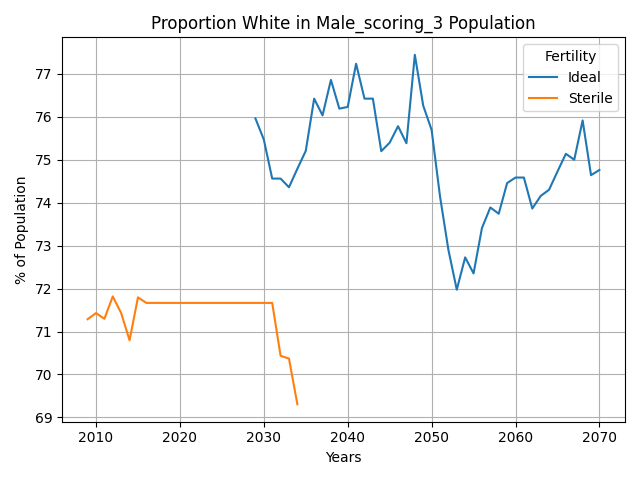 Proportion White in Male_scoring_3 Population
Fertility
Ideal
Sterile
% of Population
77
76
75
74
73
72
71
70
69
2010
2020
2030
2040
2050
2060
2070
Years